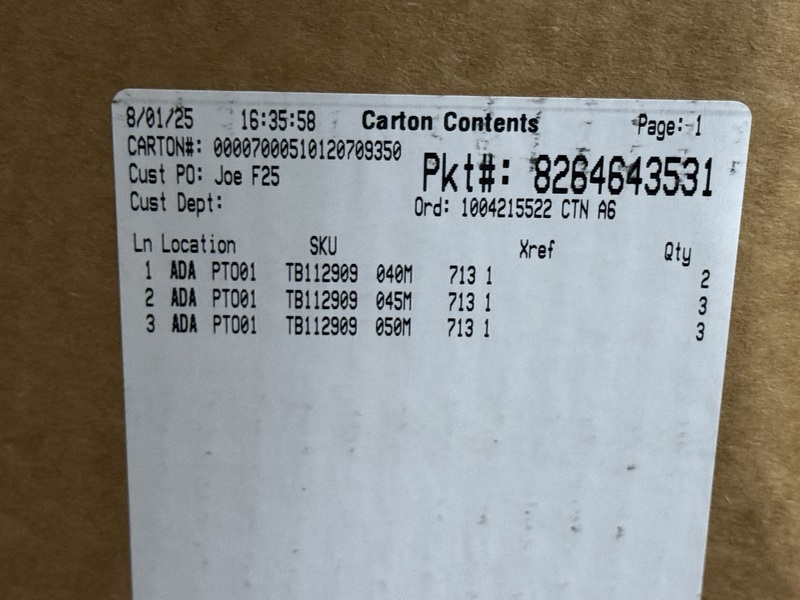 8/01/25 16:35:58 Carton Contents Page: 1
CARTON#: 00007000510120709350
Cust PO: Joe F25 Pkt#: 8264643531
Cust Dept: Ord: 1004215522 CTN A6
Ln Location SKU Xref Qty
1 ADA PT001 TB112909 040M 713 1 2
2 ADA PT001 TB112909 045M 713 1 3
3 ADA PT001 TB112909 050M 713 1 3